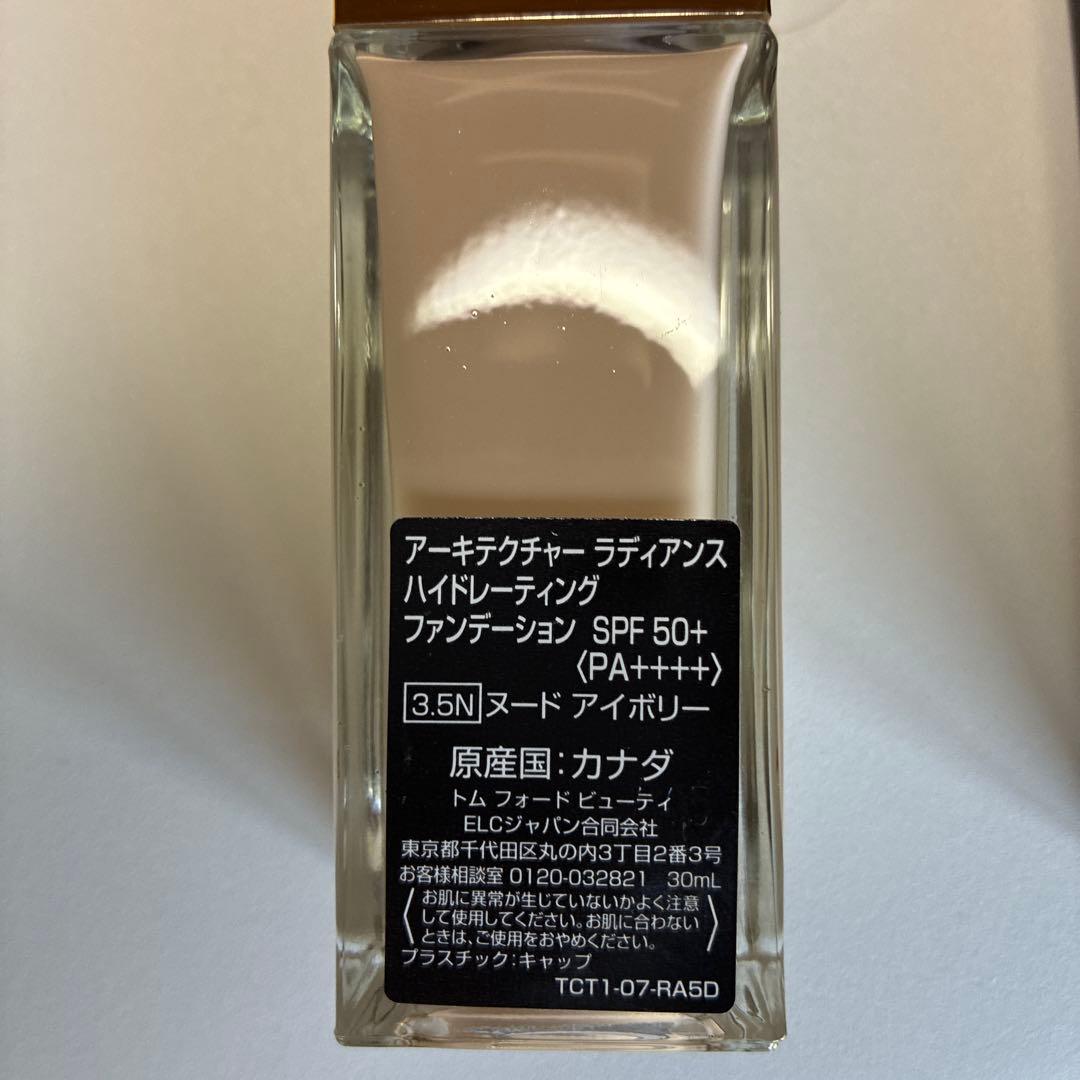 アーキテクチャー ラディアンス
ハイドレーティング
ファンデーション SPF 50+
〈PA++++〉
3.5N ヌード アイボリー
原産国：カナダ
トム フォード ビューティ
ELCジャパン合同会社
東京都千代田区丸の内3丁目2番3号
お客様相談室 0120-032821 30mL
お肌に異常が生じていないかよく注意
して使用してください。お肌に合わない
ときは、ご使用をおやめください。
プラスチック：キャップ
TCT1-07-RA5D